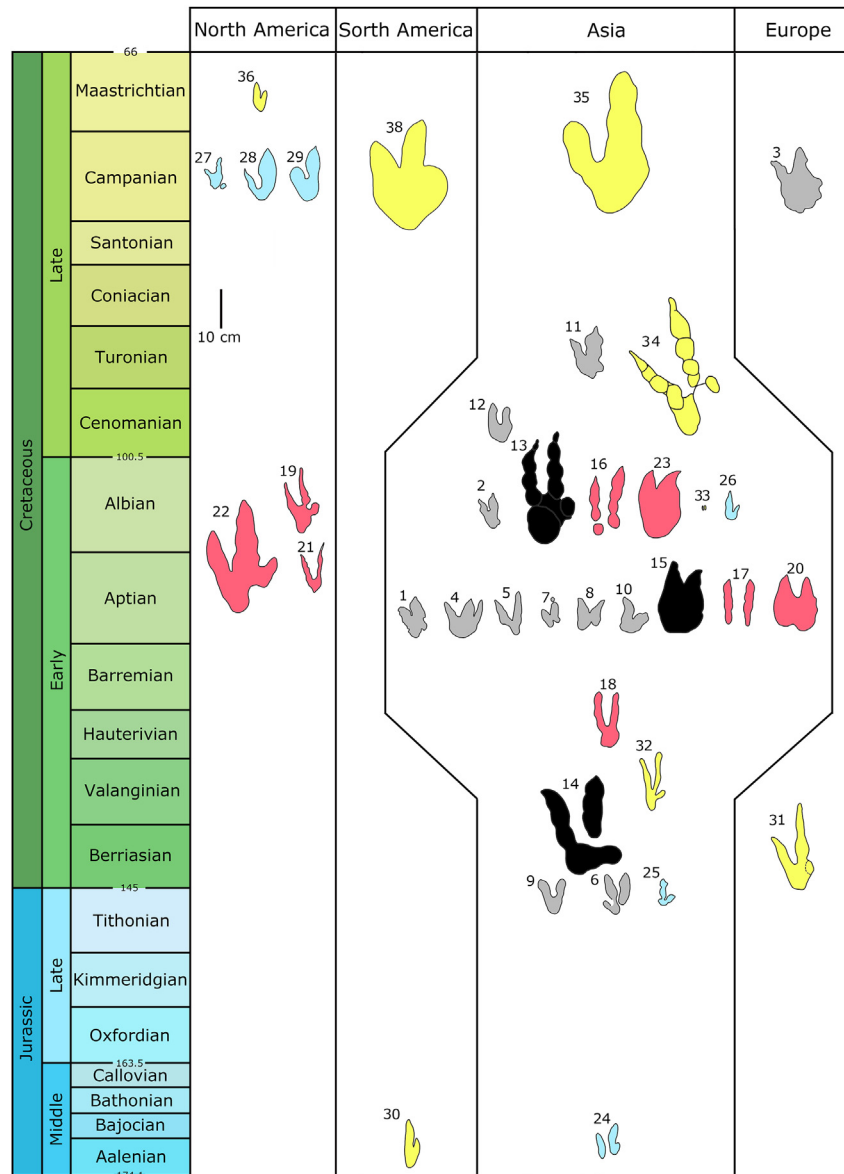 North America Sorth America Asia Europe
66
Maastrichtian
36
35
38
27 28 29
3
Campanian
Santonian
Late
Coniacian
10 cm
11
34
Turonian
12
Cenomanian
13
100.5
Cretaceous
19
16
23
2
26
22
33
Albian
21
15
17
20
1 4 5 7 8 10
Aptian
Early
Barremian
18
Hauterivian
32
14
Valanginian
31
Berriasian
145
9 6 25
Tithonian
Late
Kimmeridgian
Jurassic
Oxfordian
163.5
Callovian
Bathonian
Middle
30
24
Bajocian
Aalenian